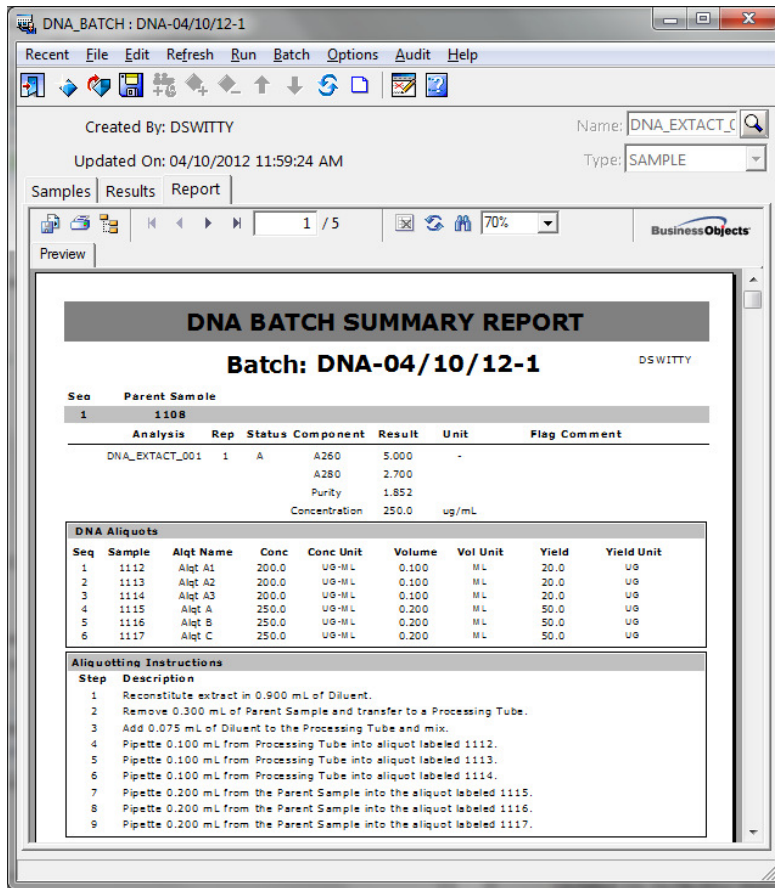 DNA_BATCH : DNA-04/10/12-1
Recent File Edit Refresh Run Batch Options Audit Help
Created By: DSWITTY
Name: DNA_EXTACT_0
Updated On: 04/10/2012 11:59:24 AM
Type: SAMPLE
Samples Results Report
1 / 5 70% BusinessObjects
Preview
DNA BATCH SUMMARY REPORT
Batch: DNA-04/10/12-1 DSWITTY
Seq Parent Sample
1 1108
Analysis Rep Status Component Result Unit Flag Comment
DNA_EXTACT_001 1 A A260 5.000 -
A280 2.700
Purity 1.852
Concentration 250.0 ug/mL
DNA Aliquots
Seq Sample Alqt Name Conc Conc Unit Volume Vol Unit Yield Yield Unit
1 1112 Alqt A1 200.0 UG-ML 0.100 ML 20.0 UG
2 1113 Alqt A2 200.0 UG-ML 0.100 ML 20.0 UG
3 1114 Alqt A3 200.0 UG-ML 0.100 ML 20.0 UG
4 1115 Alqt A 250.0 UG-ML 0.200 ML 50.0 UG
5 1116 Alqt B 250.0 UG-ML 0.200 ML 50.0 UG
6 1117 Alqt C 250.0 UG-ML 0.200 ML 50.0 UG
Aliquotting Instructions
Step Description
1 Reconstitute extract in 0.900 mL of Diluent.
2 Remove 0.300 mL of Parent Sample and transfer to a Processing Tube.
3 Add 0.075 mL of Diluent to the Processing Tube and mix.
4 Pipette 0.100 mL from Processing Tube into aliquot labeled 1112.
5 Pipette 0.100 mL from Processing Tube into aliquot labeled 1113.
6 Pipette 0.100 mL from Processing Tube into aliquot labeled 1114.
7 Pipette 0.200 mL from the Parent Sample into the aliquot labeled 1115.
8 Pipette 0.200 mL from the Parent Sample into the aliquot labeled 1116.
9 Pipette 0.200 mL from the Parent Sample into the aliquot labeled 1117.